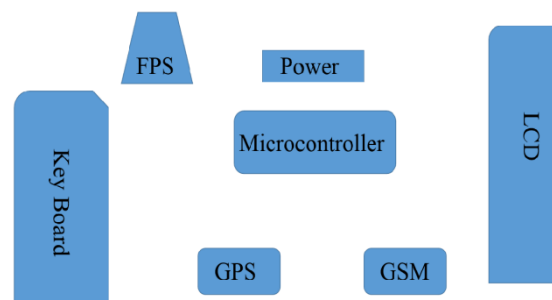 FPS
Power
LCD
Microcontroller
Key Board
GPS
GSM